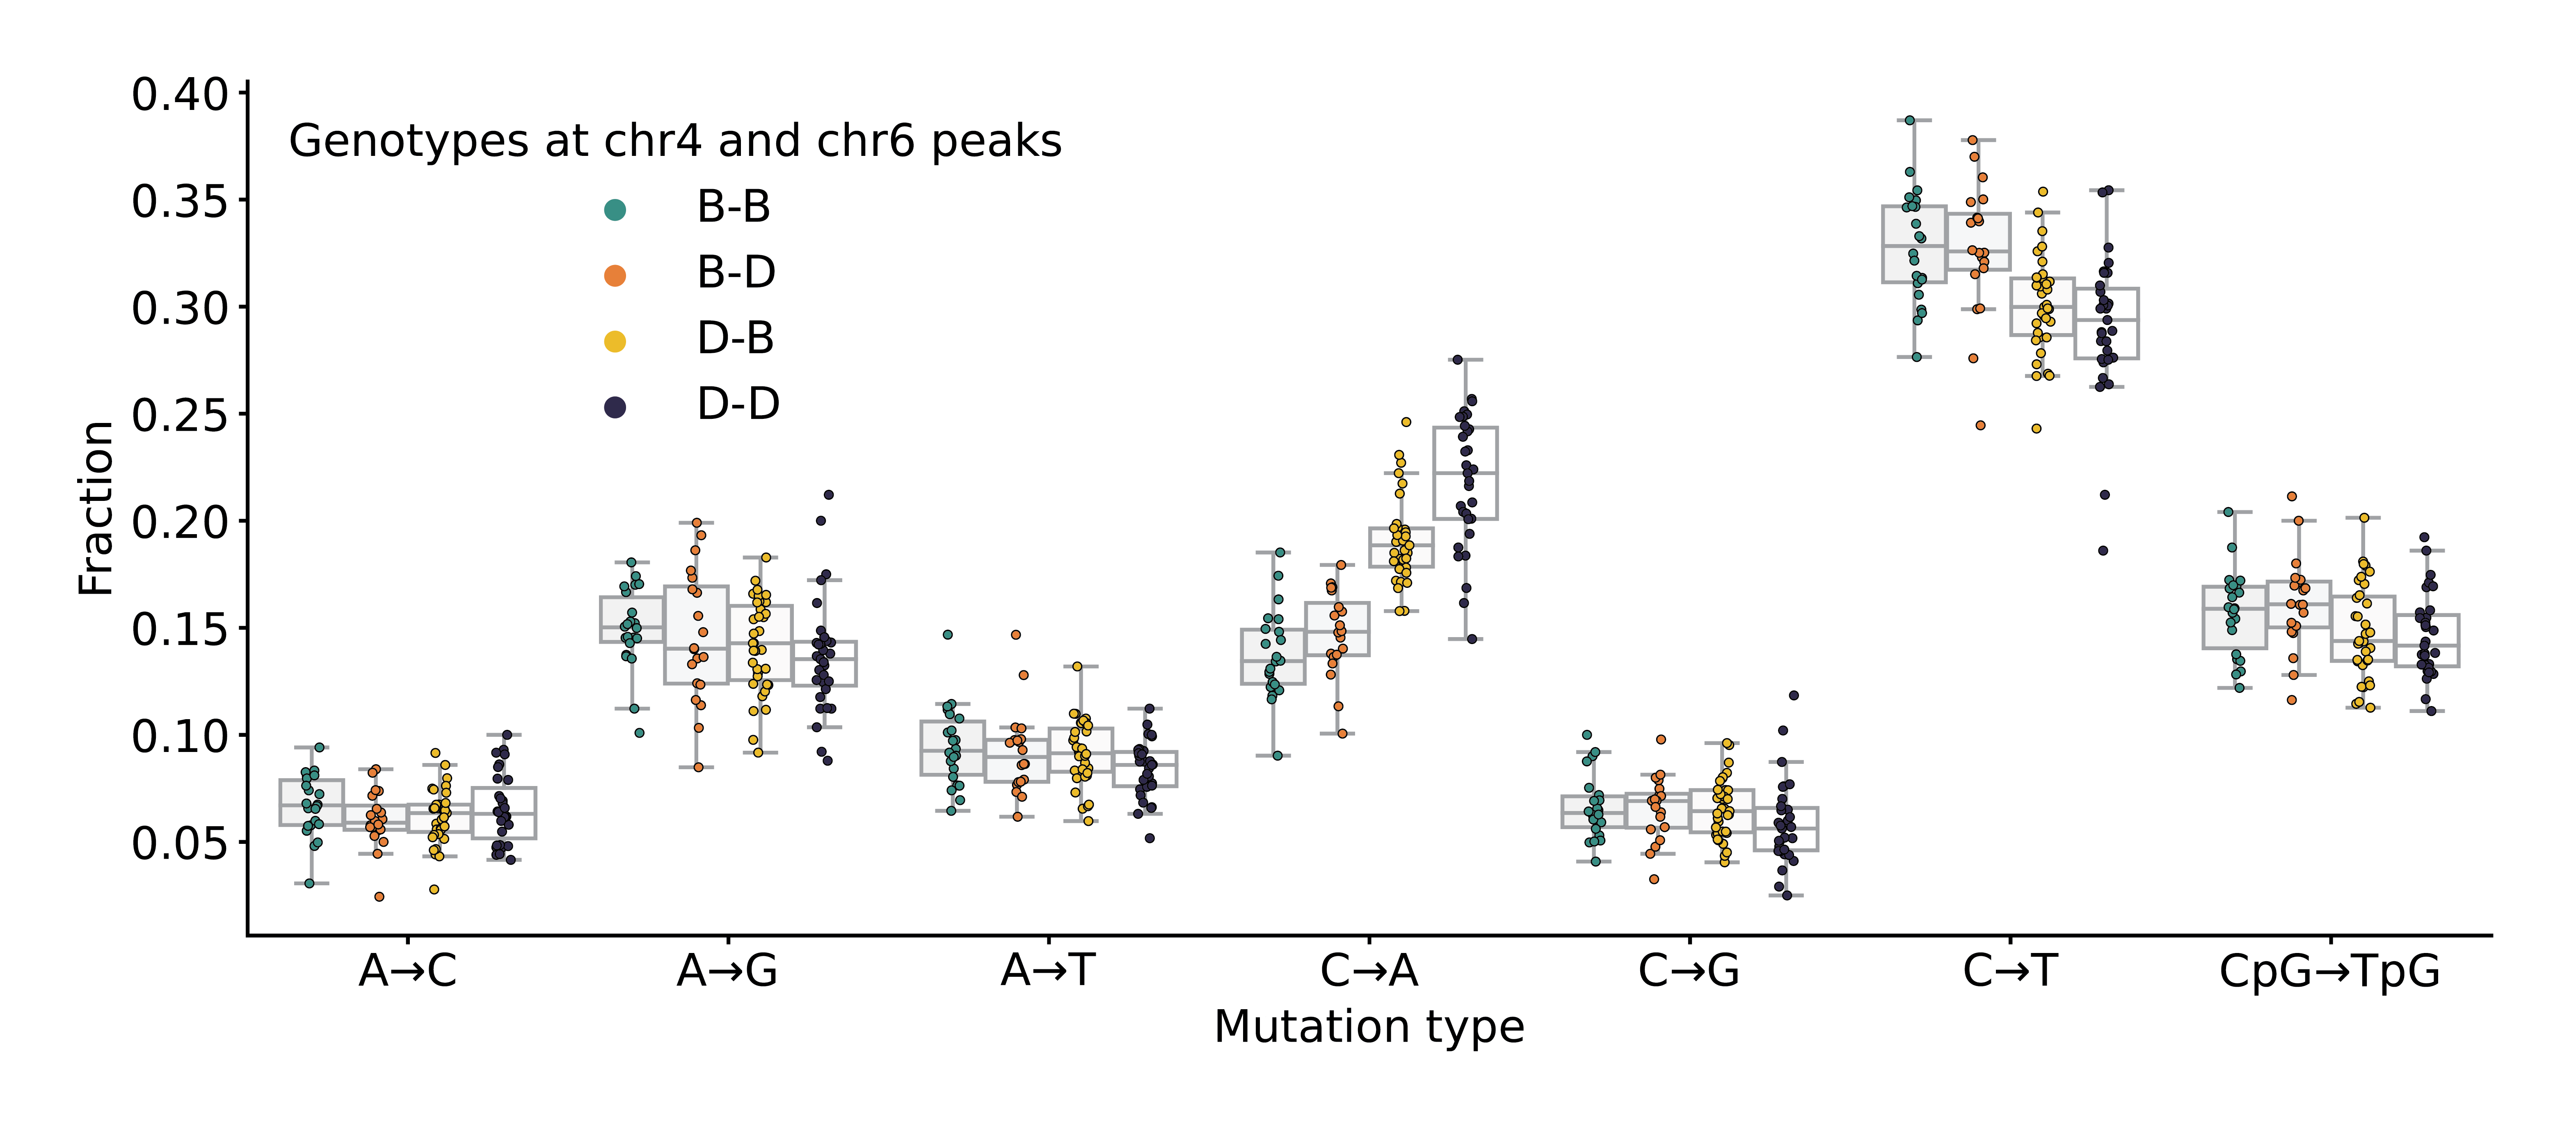 0.40
Genotypes at chr4 and chr6 peaks
0.35
B-B
B-D
0.30
D-B
0.25
D-D
Fraction
0.20
0.15
0.10
0.05
A→C A→G A→T C→A C→G C→T CpG→TpG
Mutation type